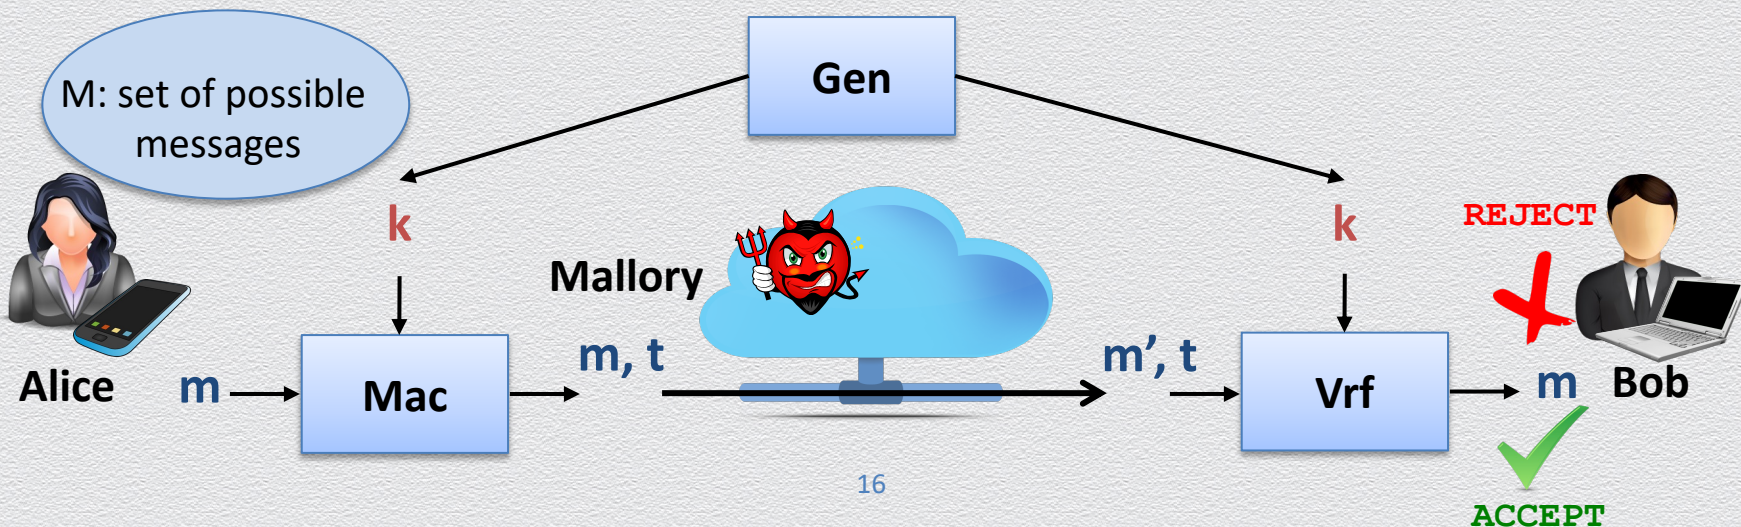 M: set of possible
messages
Gen
k
k
REJECT
Mallory
m, t
m’, t
Alice
m
Mac
Vrf
m
Bob
16
ACCEPT